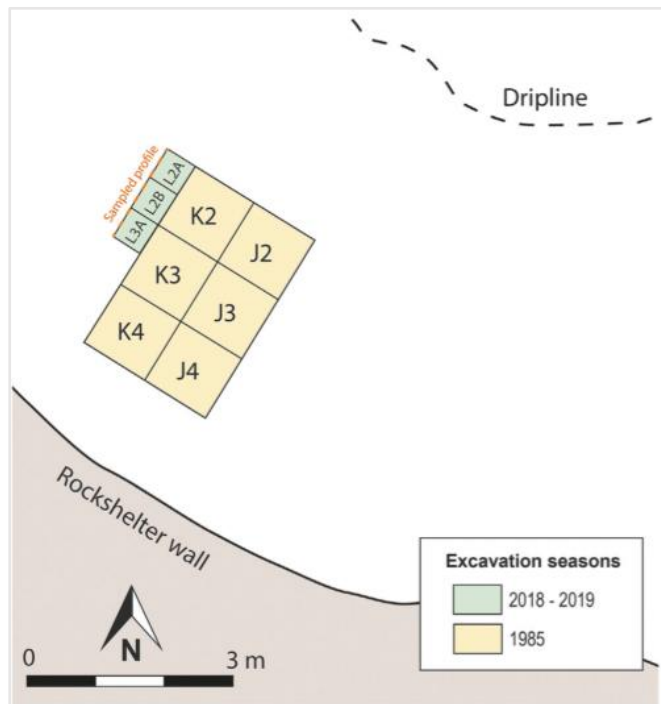 Dripline
Sampled profile
L2A
L2B
L3A
K2
J2
K3
J3
K4
J4
Rockshelter wall
Excavation seasons
2018 - 2019
1985
N
0 3 m